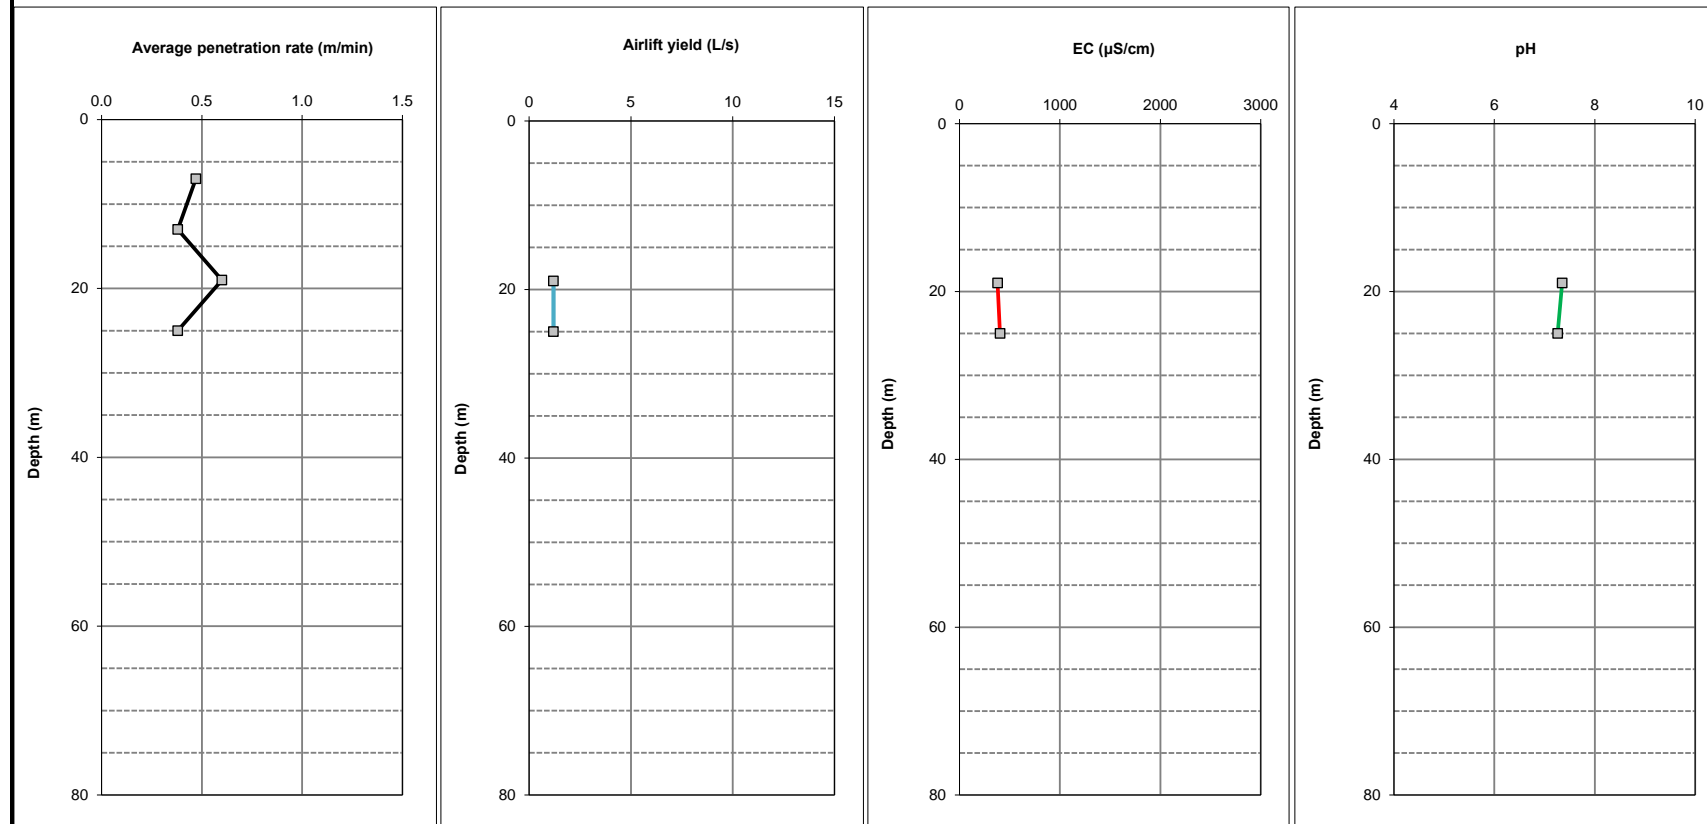 Average penetration rate (m/min)
0.0 0.5 1.0 1.5
0
20
40
60
80
Depth (m)
Airlift yield (L/s)
0 5 10 15
0
20
40
60
80
Depth (m)
EC (µS/cm)
0 1000 2000 3000
0
20
40
60
80
Depth (m)
pH
4 6 8 10
0
20
40
60
80
Depth (m)